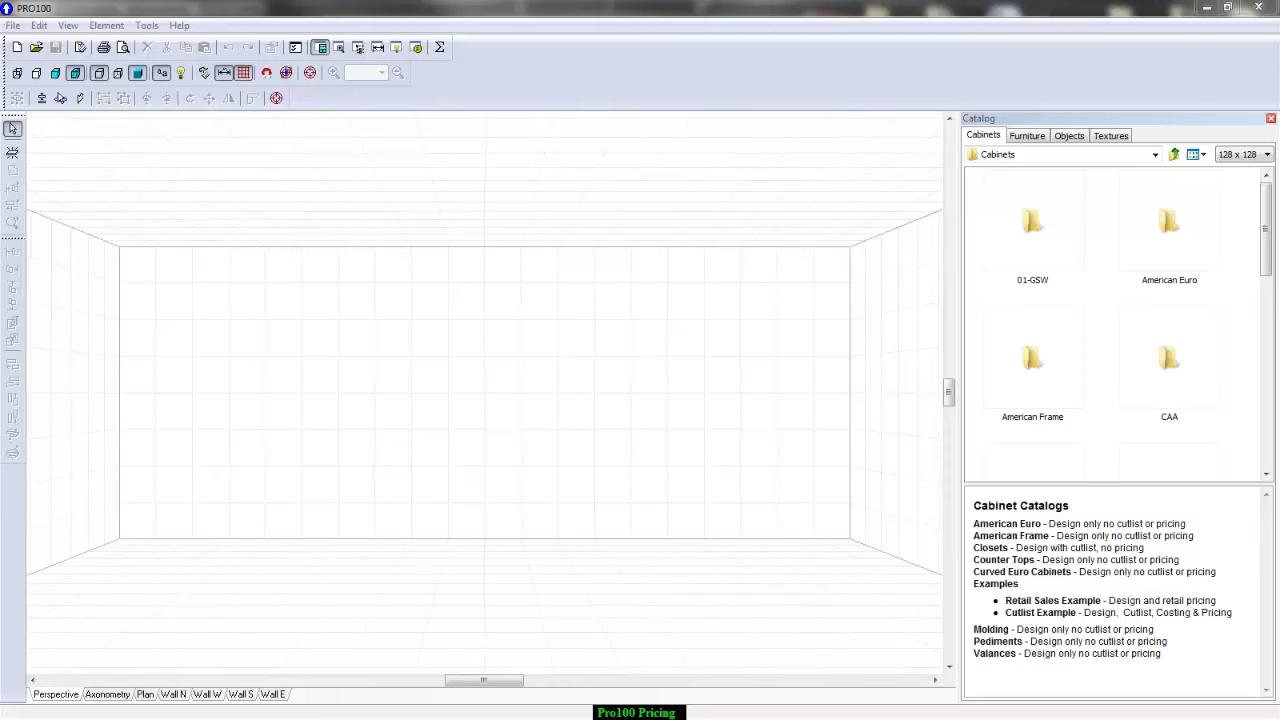 PRO100
File Edit View Element Tools Help
Catalog
Cabinets Furniture Objects Textures
Cabinets 128 x 128
01-GSW American Euro
American Frame CAA
Cabinet Catalogs
American Euro - Design only no cutlist or pricing
American Frame - Design only no cutlist or pricing
Closets - Design with cutlist, no pricing
Counter Tops - Design only no cutlist or pricing
Curved Euro Cabinets - Design only no cutlist or pricing
Examples
• Retail Sales Example - Design and retail pricing
• Cutlist Example - Design, Cutlist, Costing & Pricing
Molding - Design only no cutlist or pricing
Pediments - Design only no cutlist or pricing
Valances - Design only no cutlist or pricing
Perspective Axonometry Plan Wall N Wall W Wall S Wall E
Pro100 Pricing